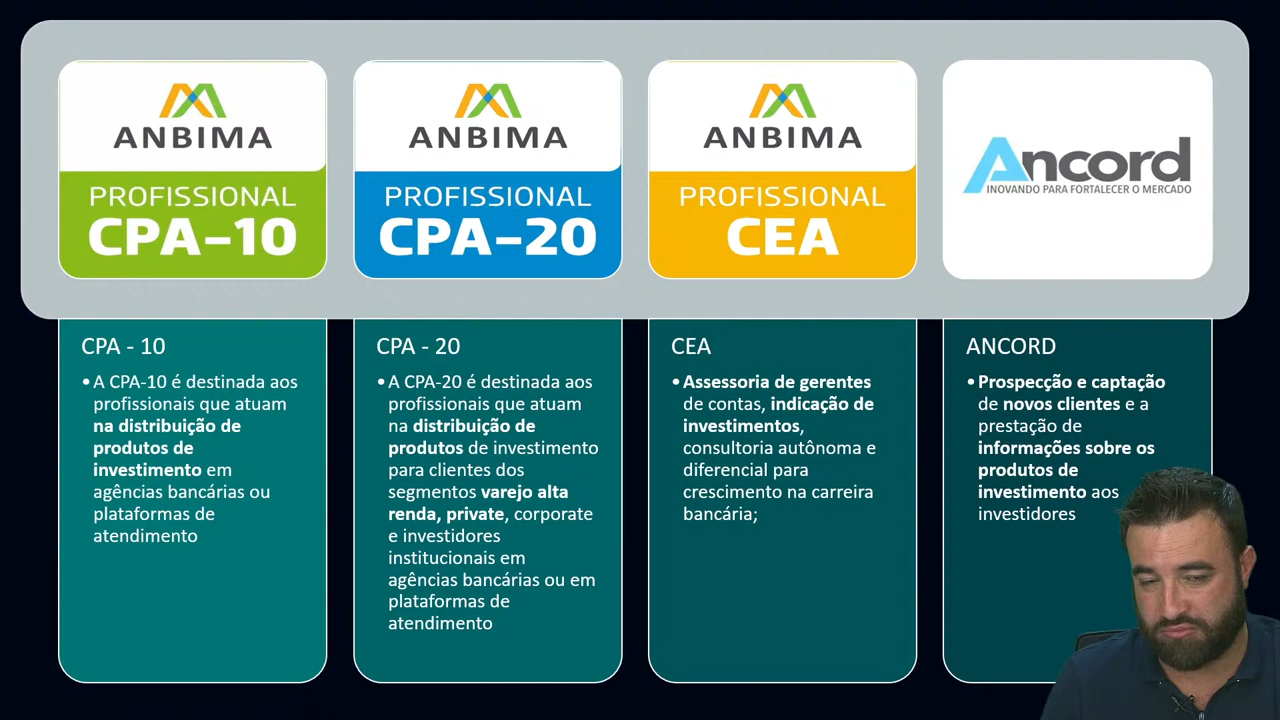 ANBIMA
PROFISSIONAL
CPA-10
ANBIMA
PROFISSIONAL
CPA-20
ANBIMA
PROFISSIONAL
CEA
Ancord
INOVANDO PARA FORTALECER O MERCADO
CPA - 10
•A CPA-10 é destinada aos
profissionais que atuam
na distribuição de
produtos de
investimento em
agências bancárias ou
plataformas de
atendimento
CPA - 20
•A CPA-20 é destinada aos
profissionais que atuam
na distribuição de
produtos de investimento
para clientes dos
segmentos varejo alta
renda, private, corporate
e investidores
institucionais em
agências bancárias ou em
plataformas de
atendimento
CEA
•Assessoria de gerentes
de contas, indicação de
investimentos,
consultoria autônoma e
diferencial para
crescimento na carreira
bancária;
ANCORD
•Prospecção e captação
de novos clientes e a
prestação de
informações sobre os
produtos de
investimento aos
investidores